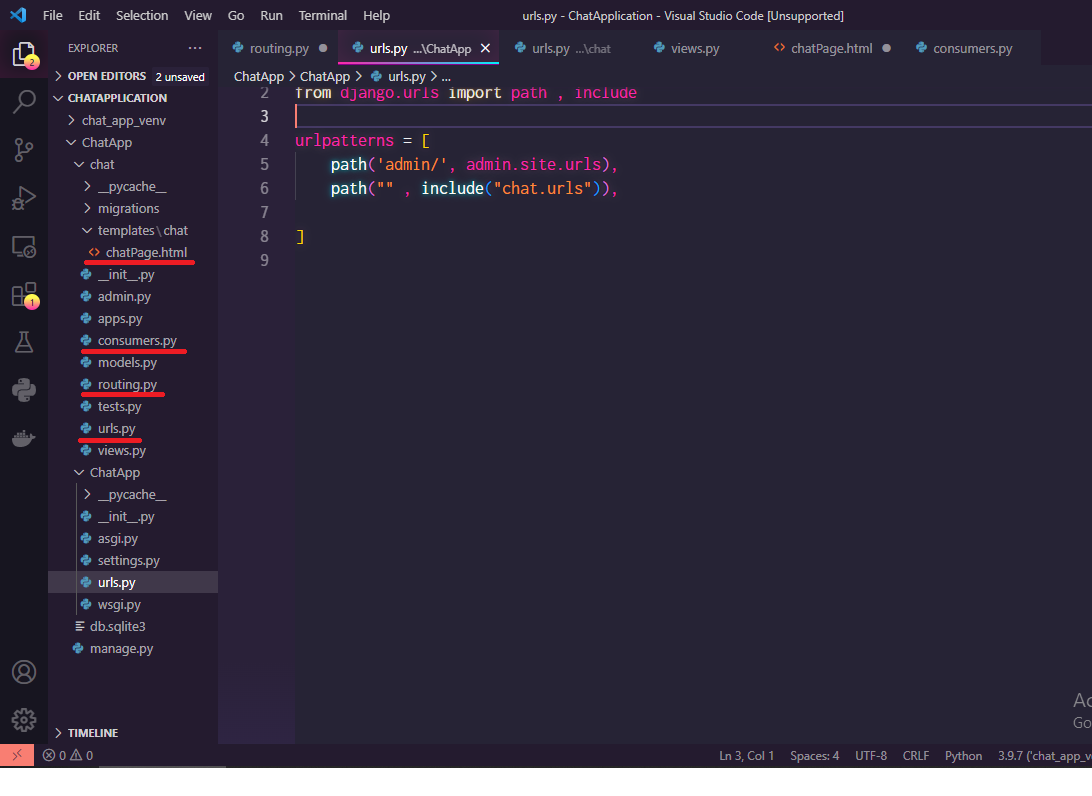 File Edit Selection View Go Run Terminal Help urls.py - ChatApplication - Visual Studio Code [Unsupported]
EXPLORER ···
routing.py ● urls.py ...\ChatApp × urls.py ...\chat views.py chatPage.html ● consumers.py
2
OPEN EDITORS 2 unsaved
ChatApp > ChatApp > urls.py > ...
CHATAPPLICATION
chat_app_venv
ChatApp
chat
__pycache__
migrations
templates\chat
chatPage.html
__init__.py
admin.py
apps.py
consumers.py
models.py
routing.py
tests.py
urls.py
views.py
ChatApp
__pycache__
__init__.py
asgi.py
settings.py
urls.py
wsgi.py
db.sqlite3
manage.py
TIMELINE
1
2 from django.urls import path , include
3
4 urlpatterns = [
5     path('admin/', admin.site.urls),
6     path("" , include("chat.urls")),
7
8 ]
9
Go
0 0 Ln 3, Col 1 Spaces: 4 UTF-8 CRLF Python 3.9.7 ('chat_app_v